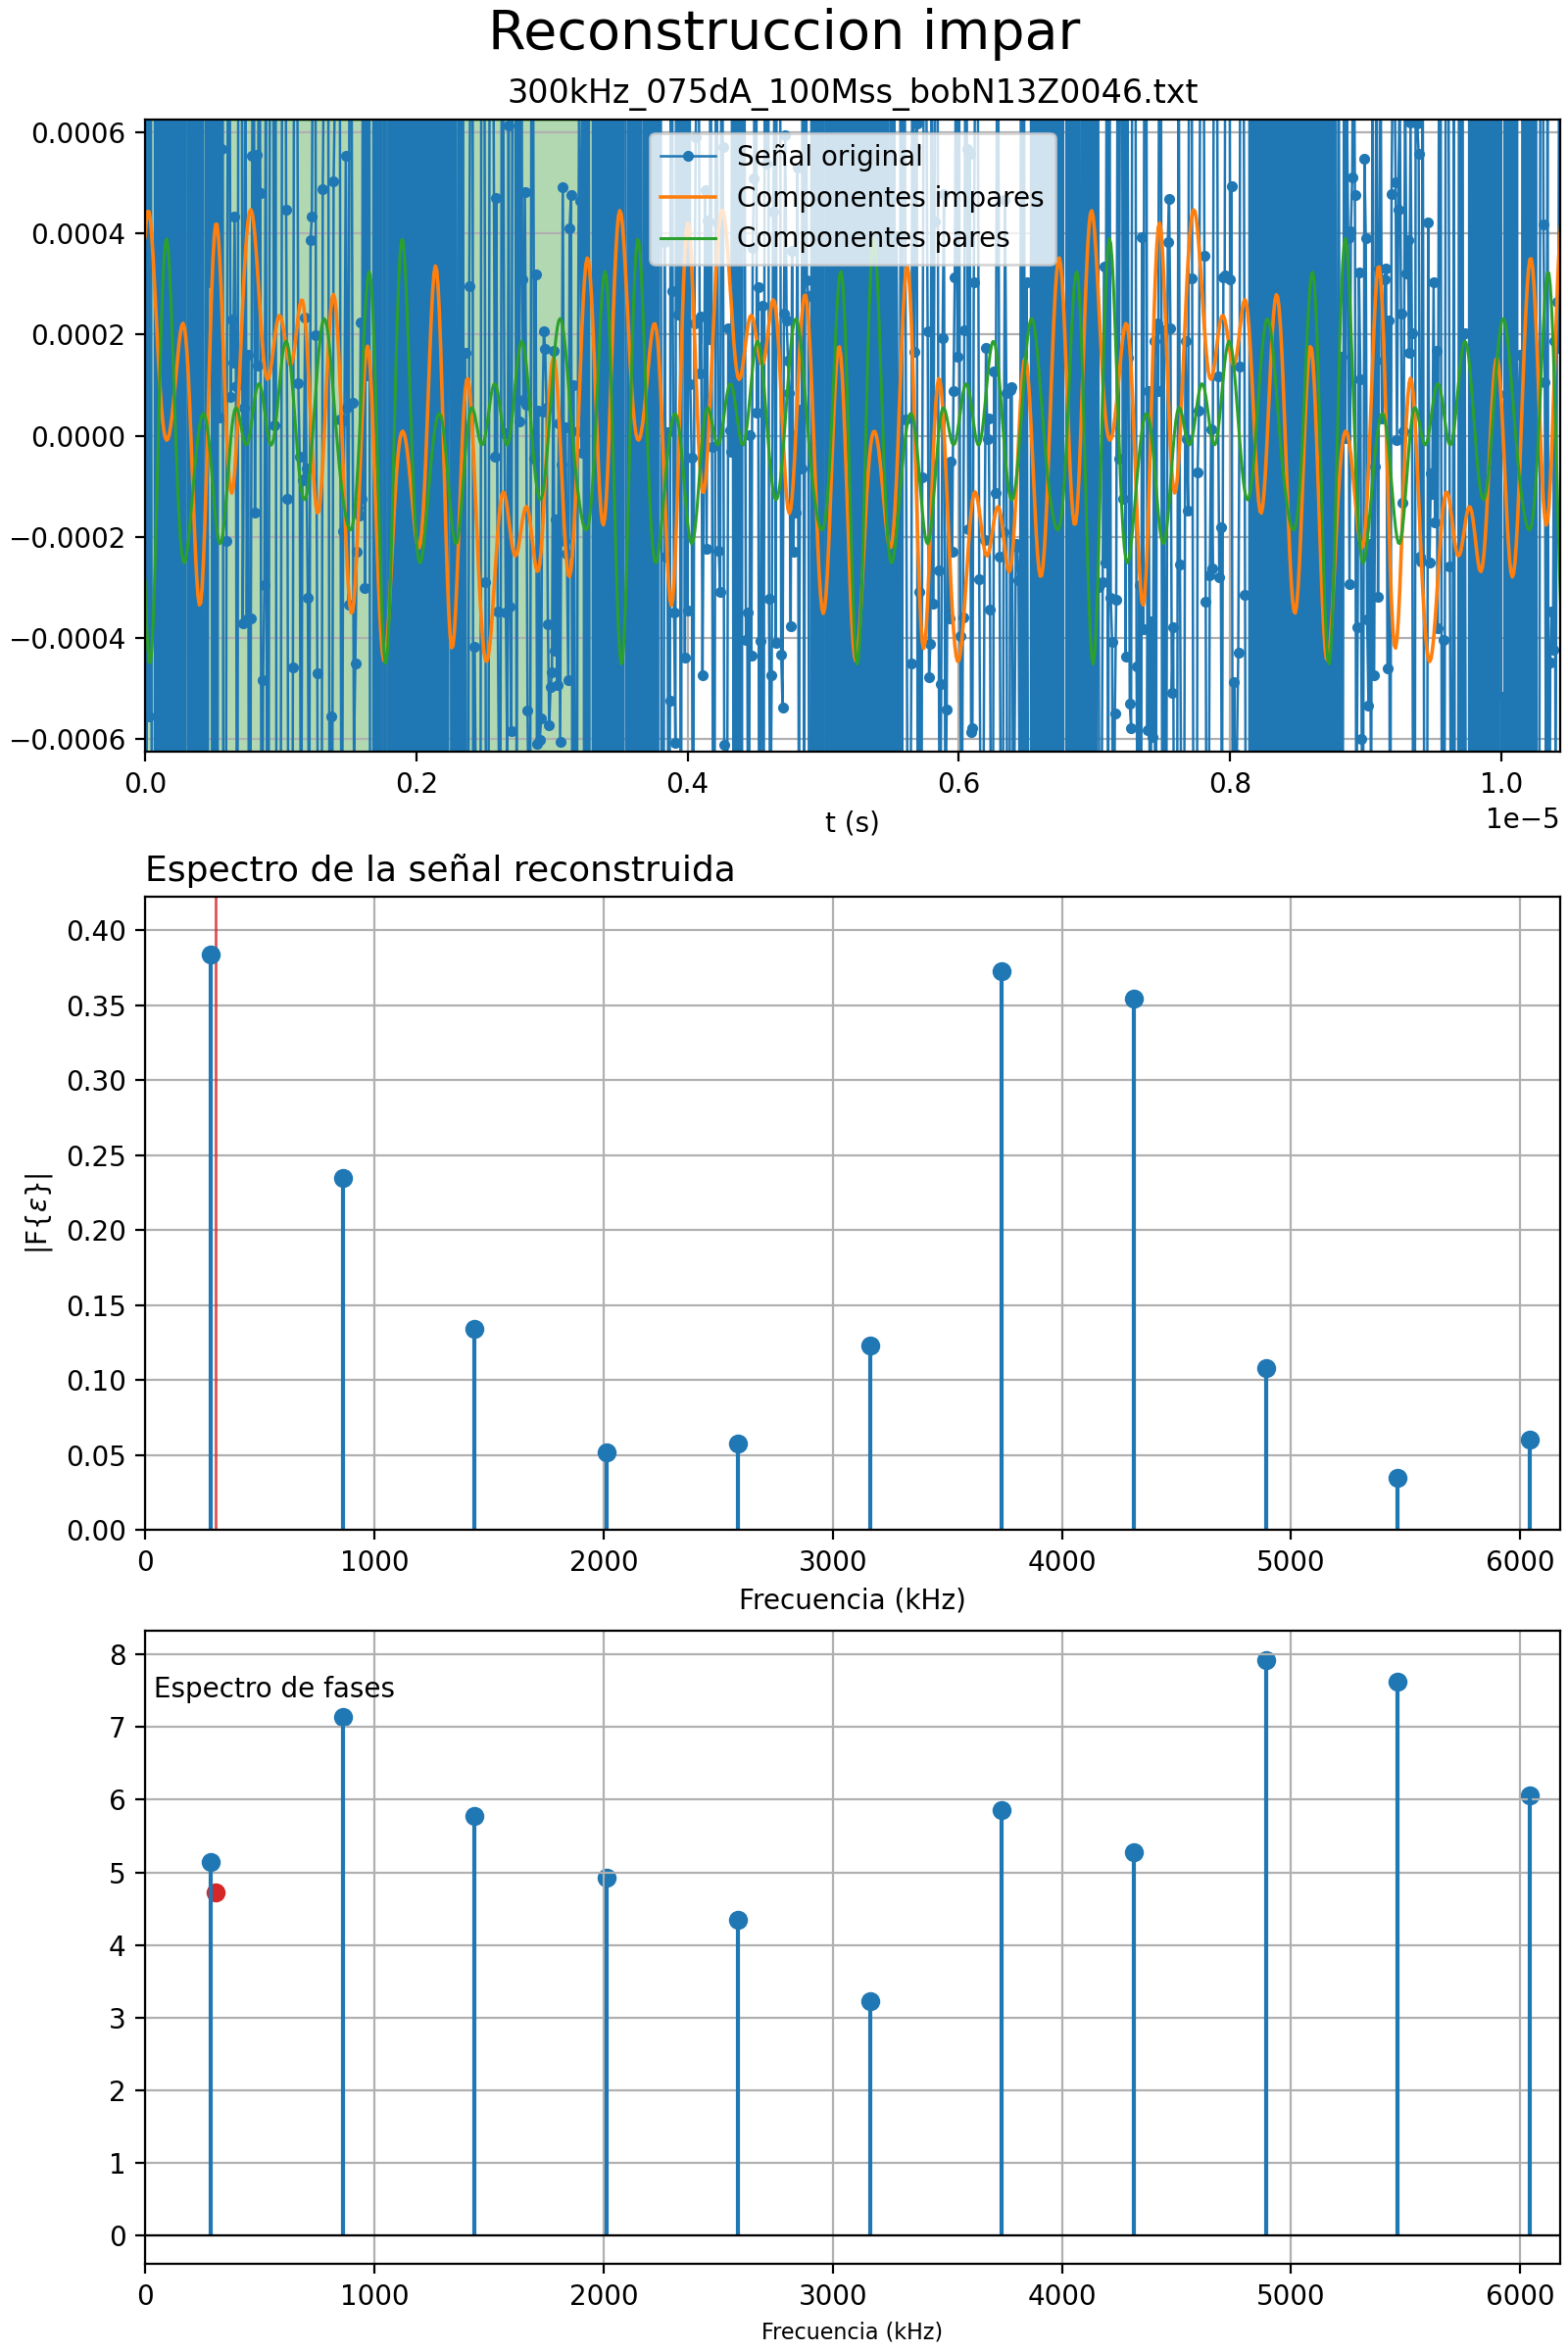 Reconstruccion impar
300kHz_075dA_100Mss_bobN13Z0046.txt
0.0006
0.0004
0.0002
0.0000
−0.0002
−0.0004
−0.0006
Señal original
Componentes impares
Componentes pares
0.0 0.2 0.4 0.6 0.8 1.0
1e−5
t (s)
Espectro de la señal reconstruida
0.40
0.35
0.30
0.25
0.20
0.15
0.10
0.05
0.00
|F{ε}|
0 1000 2000 3000 4000 5000 6000
Frecuencia (kHz)
Espectro de fases
8
7
6
5
4
3
2
1
0
0 1000 2000 3000 4000 5000 6000
Frecuencia (kHz)